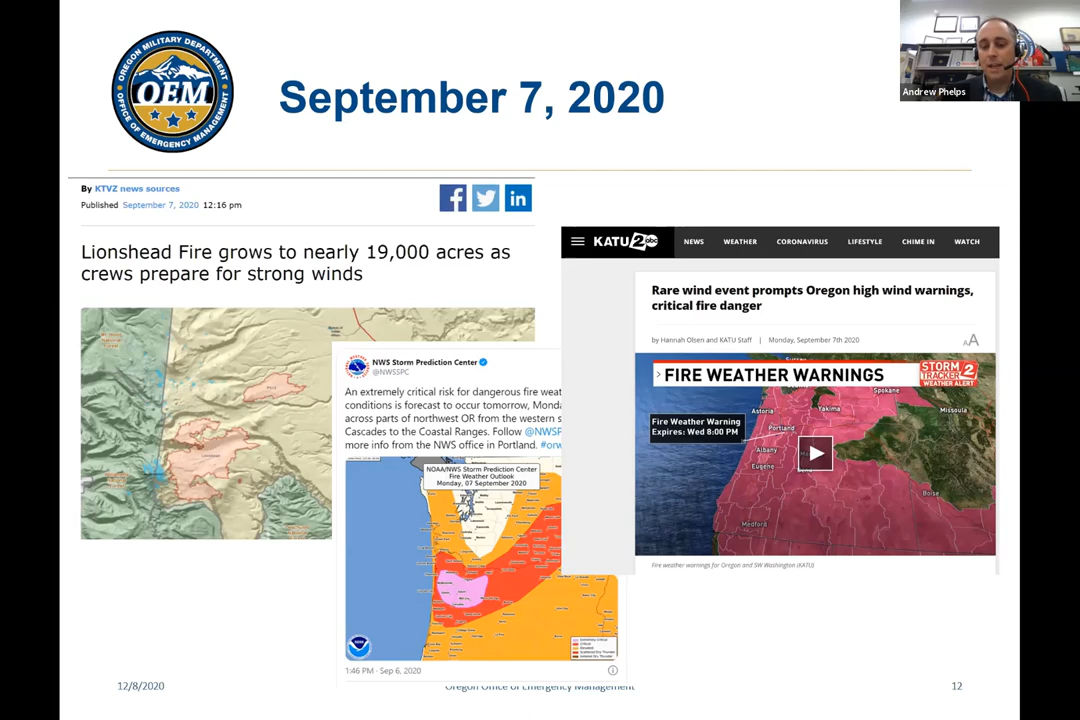 OREGON MILITARY DEPARTMENT
OEM
OFFICE OF EMERGENCY MANAGEMENT
September 7, 2020
Andrew Phelps
By KTVZ news sources
Published September 7, 2020 12:16 pm
Lionshead Fire grows to nearly 19,000 acres as
crews prepare for strong winds
NWS Storm Prediction Center
@NWSSPC
An extremely critical risk for dangerous fire weat
conditions is forecast to occur tomorrow, Monda
across parts of northwest OR from the western s
Cascades to the Coastal Ranges. Follow @NWSP
more info from the NWS office in Portland. #orw
NOAA/NWS Storm Prediction Center
Fire Weather Outlook
Monday, 07 September 2020
Extremely Critical
Critical
Elevated
1:46 PM · Sep 6, 2020
KATU 2 abc
NEWS WEATHER CORONAVIRUS LIFESTYLE CHIME IN WATCH
Rare wind event prompts Oregon high wind warnings,
critical fire danger
by Hannah Olsen and KATU Staff | Monday, September 7th 2020
AA
> FIRE WEATHER WARNINGS
STORM
TRACKER 2
WEATHER ALERT
Spokane
Astoria
Yakima
Missoula
Fire Weather Warning
Expires: Wed 8:00 PM
Portland
Albany
Eugene
Boise
Medford
Fire weather warnings for Oregon and SW Washington (KATU)
12/8/2020
Oregon Office of Emergency Management
12